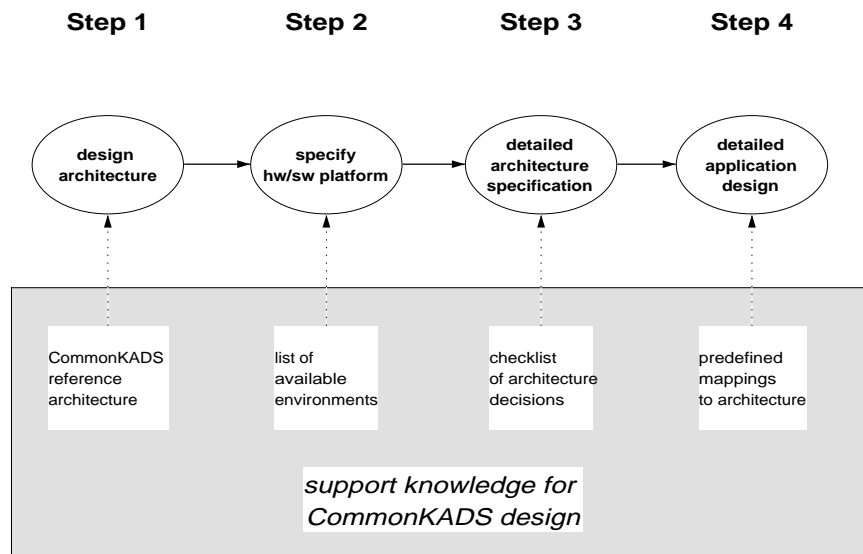 Step 1
Step 2
Step 3
Step 4
design
architecture
specify
hw/sw platform
detailed
architecture
specification
detailed
application
design
CommonKADS
reference
architecture
list of
available
environments
checklist
of architecture
decisions
predefined
mappings
to architecture
support knowledge for
CommonKADS design